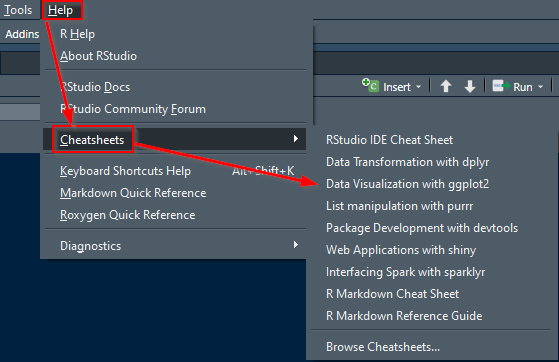 Tools Help
Addins
R Help
About RStudio
RStudio Docs
RStudio Community Forum
Cheatsheets
Keyboard Shortcuts Help Alt+Shift+K
Markdown Quick Reference
Roxygen Quick Reference
Diagnostics
Insert Run
RStudio IDE Cheat Sheet
Data Transformation with dplyr
Data Visualization with ggplot2
List manipulation with purrr
Package Development with devtools
Web Applications with shiny
Interfacing Spark with sparklyr
R Markdown Cheat Sheet
R Markdown Reference Guide
Browse Cheatsheets...